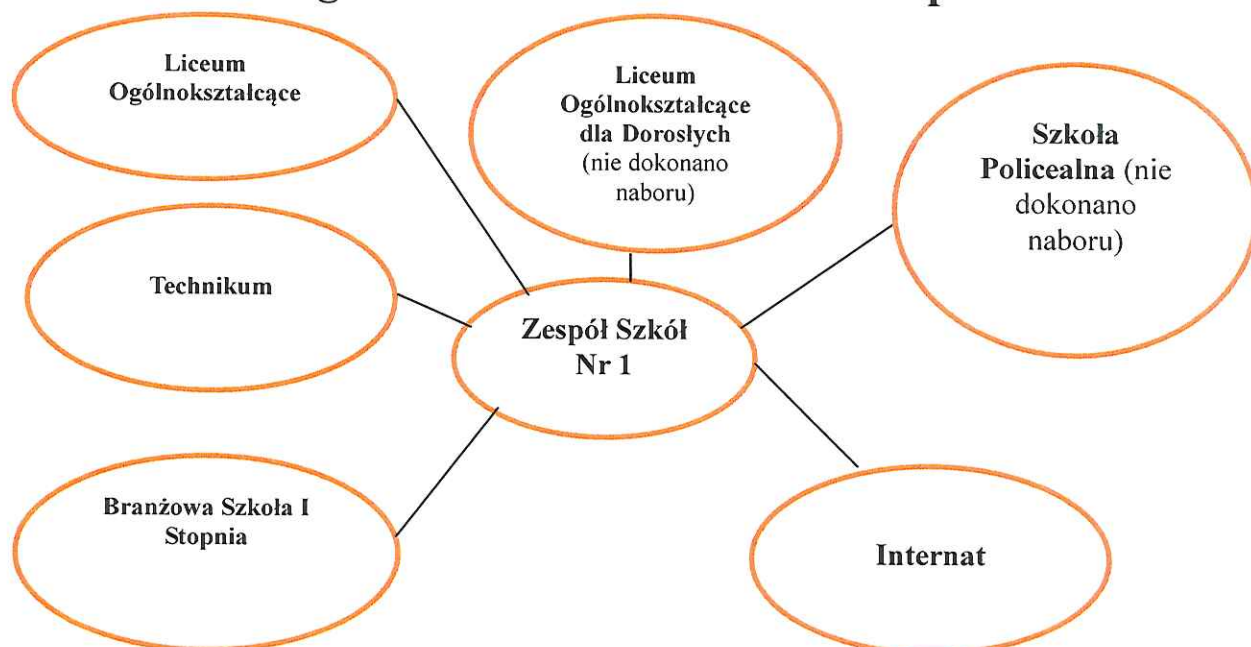 Liceum
Ogólnokształcące
Liceum
Ogólnokształcące
dla Dorosłych
(nie dokonano
naboru)
Szkoła
Policealna (nie
dokonano
naboru)
Technikum
Zespół Szkół
Nr 1
Branżowa Szkoła I
Stopnia
Internat